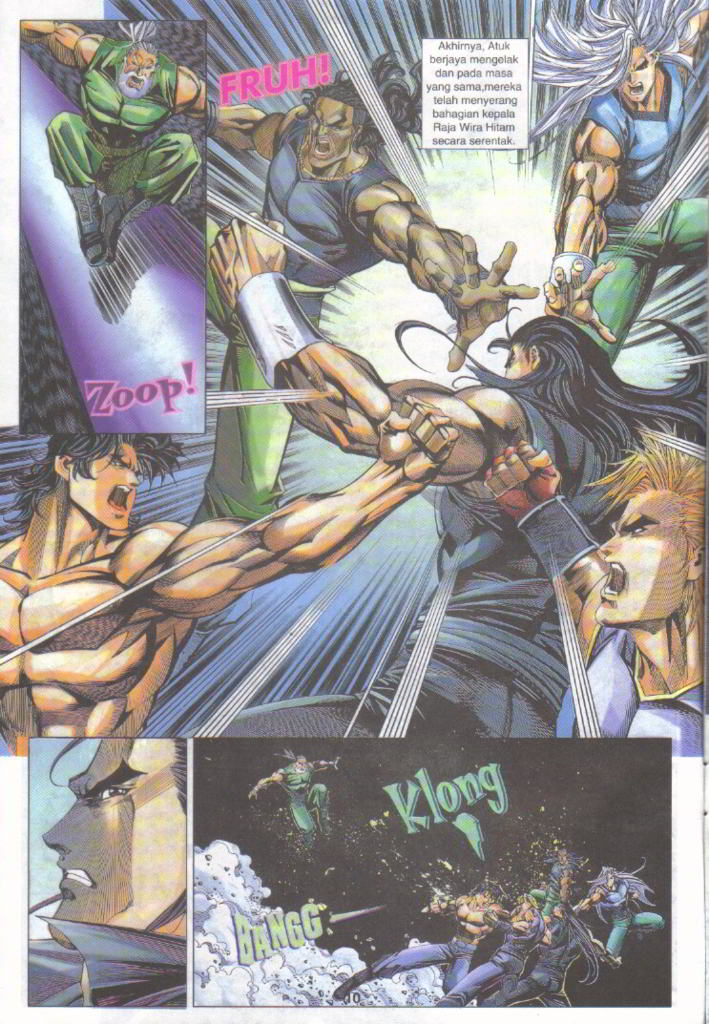 FRUH!
Akhirnya, Atuk
berjaya mengelak
dan pada masa
yang sama,mereka
telah menyerang
bahagian kepala
Raja Wira Hitam
secara serentak.
Zoop!
Klong
BANGG
10